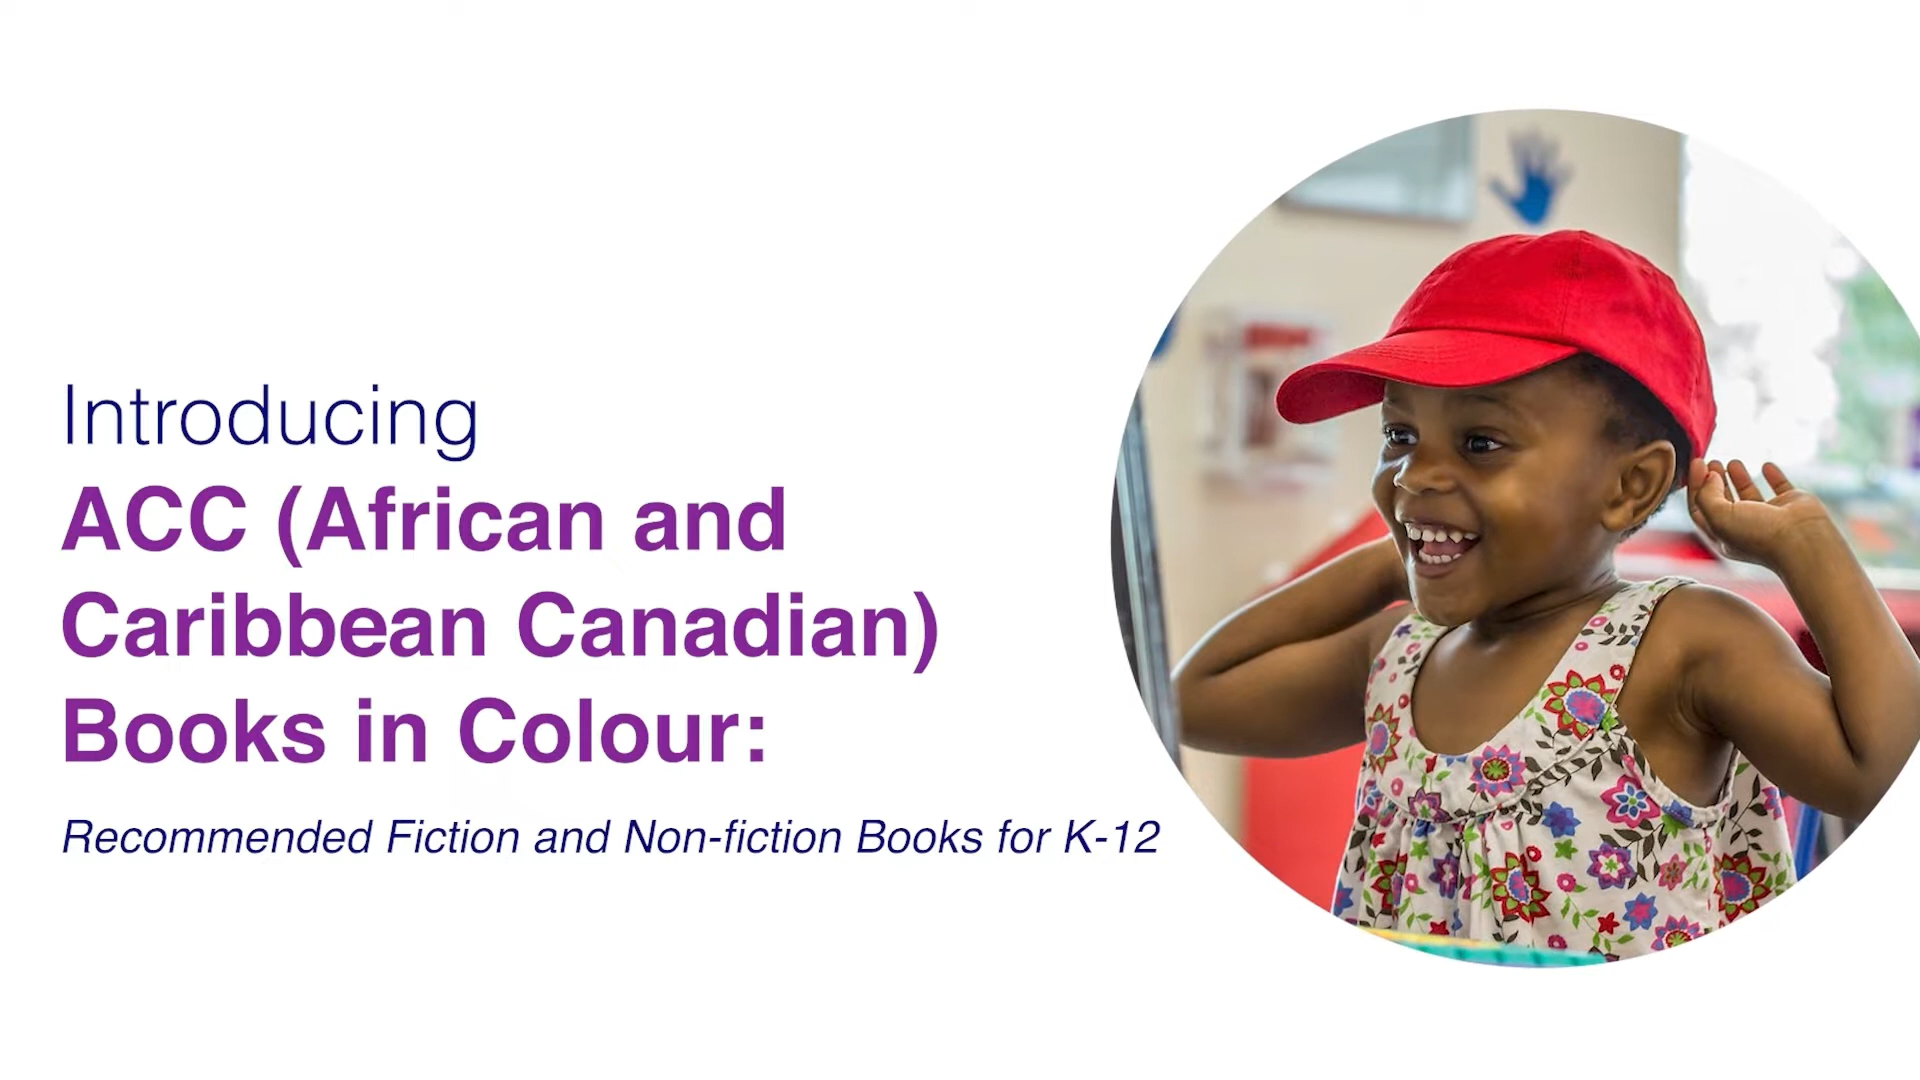 Introducing
ACC (African and
Caribbean Canadian)
Books in Colour:
Recommended Fiction and Non-fiction Books for K-12